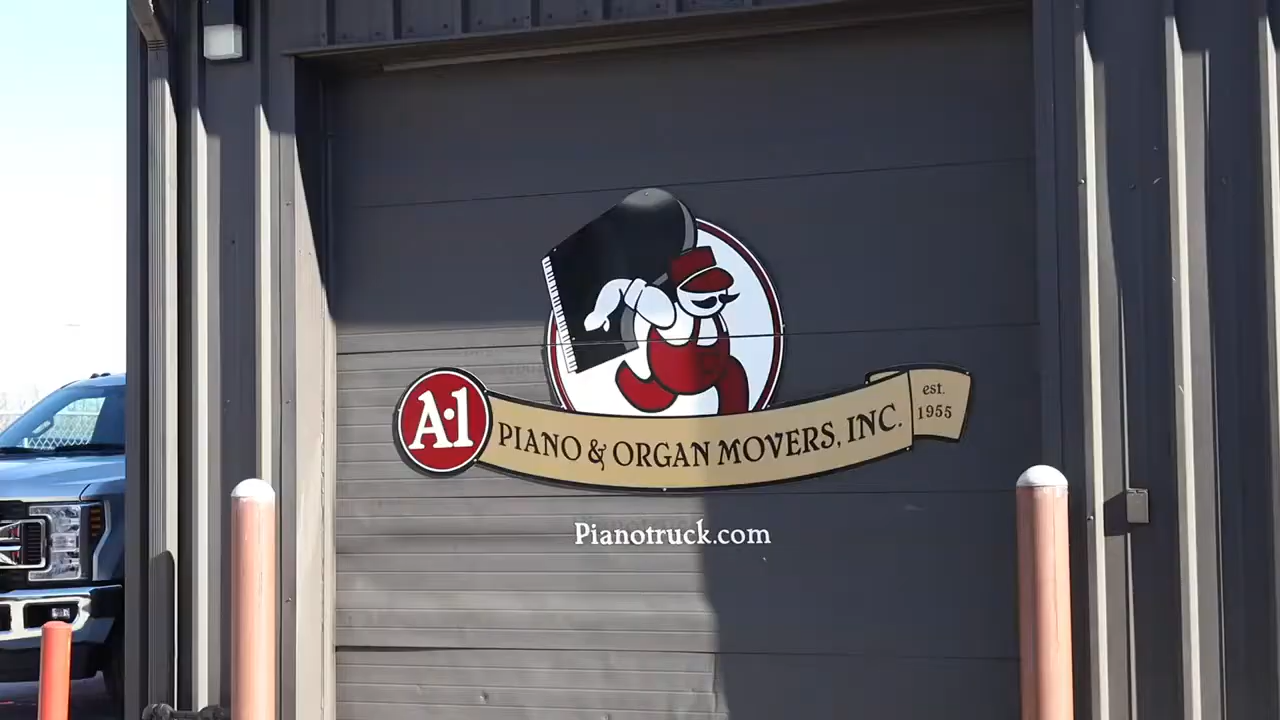 A·1
PIANO & ORGAN MOVERS, INC.
est.
1955
Pianotruck.com